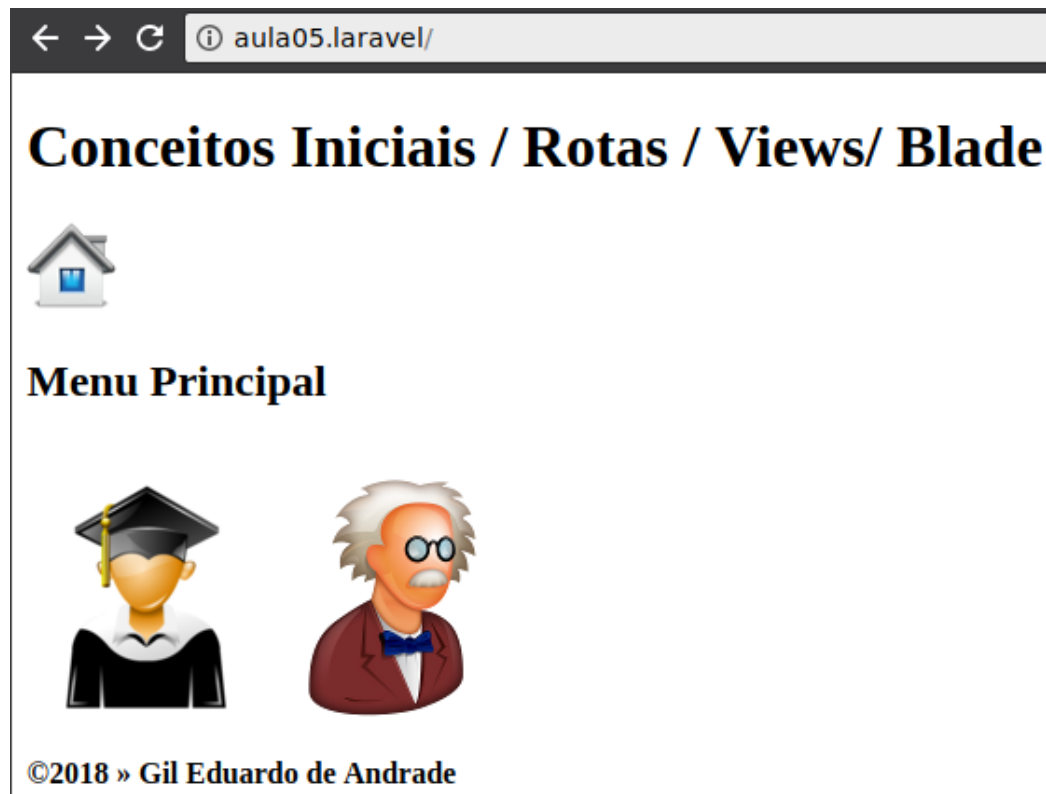 aula05.laravel/
Conceitos Iniciais / Rotas / Views/ Blade
Menu Principal
©2018 » Gil Eduardo de Andrade